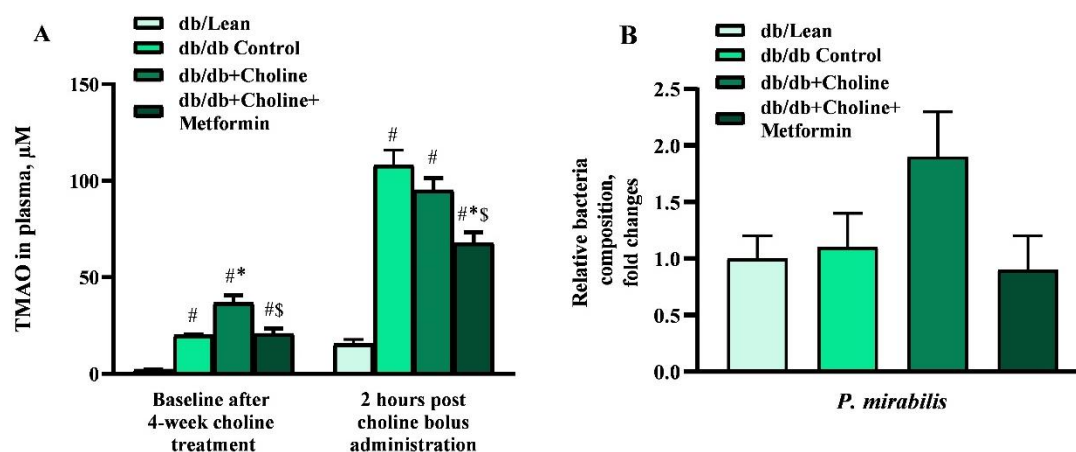 A
db/Lean
db/db Control
db/db+Choline
db/db+Choline+
Metformin
TMAO in plasma, µM
150
100
50
0
#
#*
#$
#
#
#*$
Baseline after
4-week choline
treatment
2 hours post
choline bolus
administration
B
db/Lean
db/db Control
db/db+Choline
db/db+Choline+
Metformin
Relative bacteria
composition,
fold changes
2.5
2.0
1.5
1.0
0.5
0.0
P. mirabilis